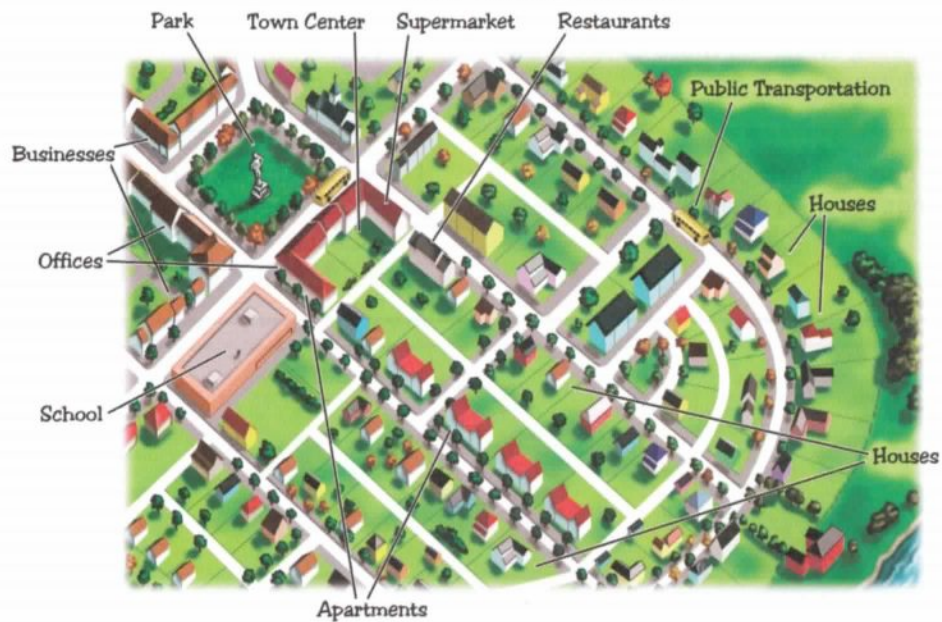 Park
Town Center
Supermarket
Restaurants
Public Transportation
Businesses
Houses
Offices
School
Houses
Apartments